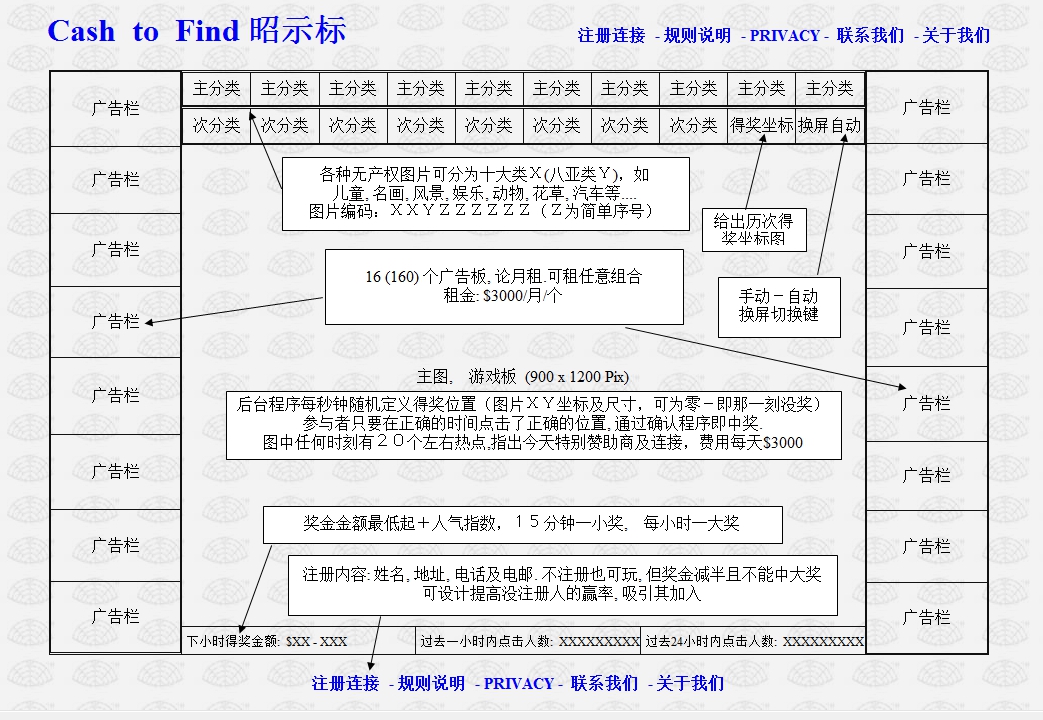 Cash to Find 昭示标
注册连接 - 规则说明 - PRIVACY - 联系我们 - 关于我们
主分类 主分类 主分类 主分类 主分类 主分类 主分类 主分类 主分类 主分类
次分类 次分类 次分类 次分类 次分类 次分类 次分类 次分类 得奖坐标 换屏自动
广告栏
广告栏
广告栏
广告栏
广告栏
广告栏
广告栏
广告栏
各种无产权图片可分为十大类X(八亚类Y),如
儿童,名画,风景,娱乐,动物,花草,汽车等....
图片编码:XXYZZZZZZ(Z为简单序号)
给出历次得
奖坐标图
16 (160) 个广告板, 论月租.可租任意组合
租金: $3000/月/个
手动-自动
换屏切换键
主图, 游戏板 (900 x 1200 Pix)
后台程序每秒钟随机定义得奖位置(图片XY坐标及尺寸,可为零-即那一刻没奖)
参与者只要在正确的时间点击了正确的位置,通过确认程序即中奖.
图中任何时刻有20个左右热点,指出今天特别赞助商及连接,费用每天$3000
奖金金额最低起+人气指数,15分钟一小奖, 每小时一大奖
注册内容: 姓名, 地址, 电话及电邮. 不注册也可玩, 但奖金减半且不能中大奖
可设计提高没注册人的赢率,吸引其加入
下小时得奖金额: $XX - XXX
过去一小时内点击人数: XXXXXXXXX
过去24小时内点击人数: XXXXXXXXX
广告栏
广告栏
广告栏
广告栏
广告栏
广告栏
广告栏
广告栏
注册连接 - 规则说明 - PRIVACY - 联系我们 - 关于我们